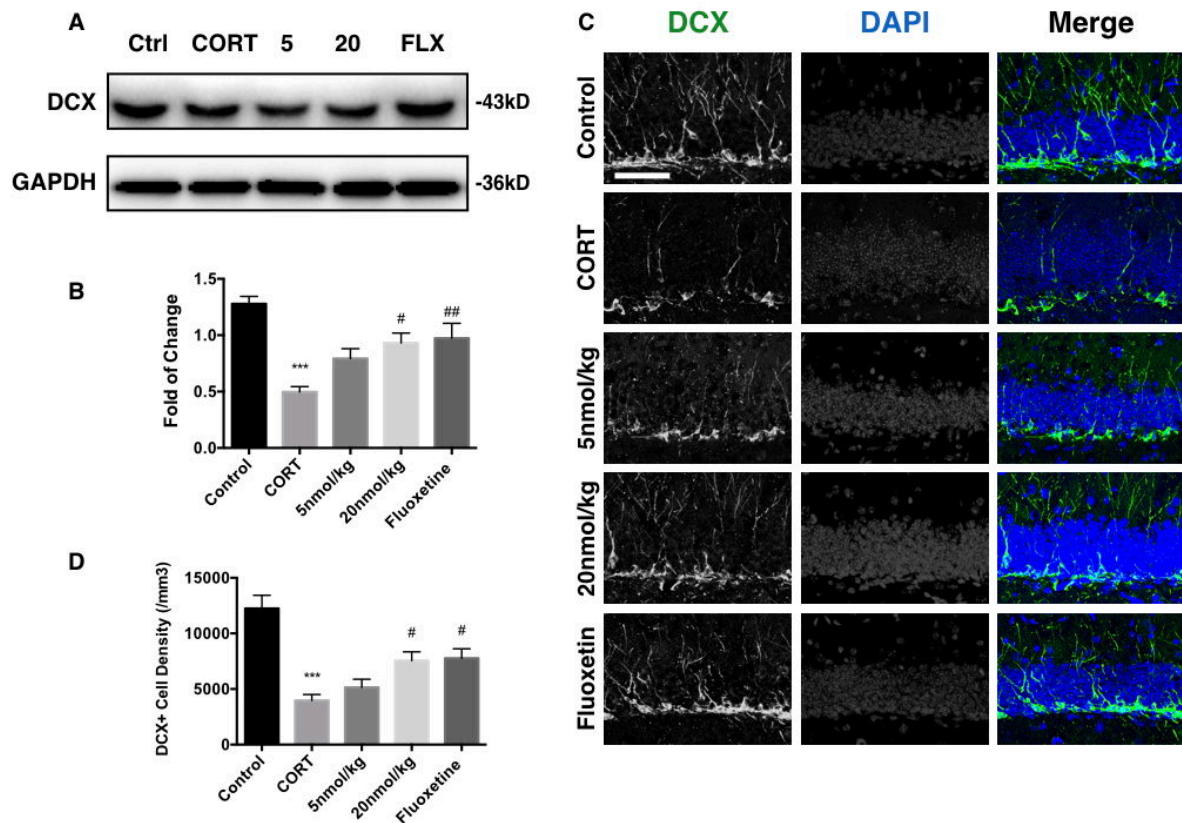 A
Ctrl CORT 5 20 FLX
DCX
-43kD
GAPDH
-36kD
B
Fold of Change
1.5
1.0
0.5
0.0
***
#
##
Control
CORT
5nmol/kg
20nmol/kg
Fluoxetine
D
DCX+ Cell Density (/mm3)
15000
10000
5000
0
***
#
#
Control
CORT
5nmol/kg
20nmol/kg
Fluoxetine
C
DCX DAPI Merge
Control
CORT
5nmol/kg
20nmol/kg
Fluoxetin